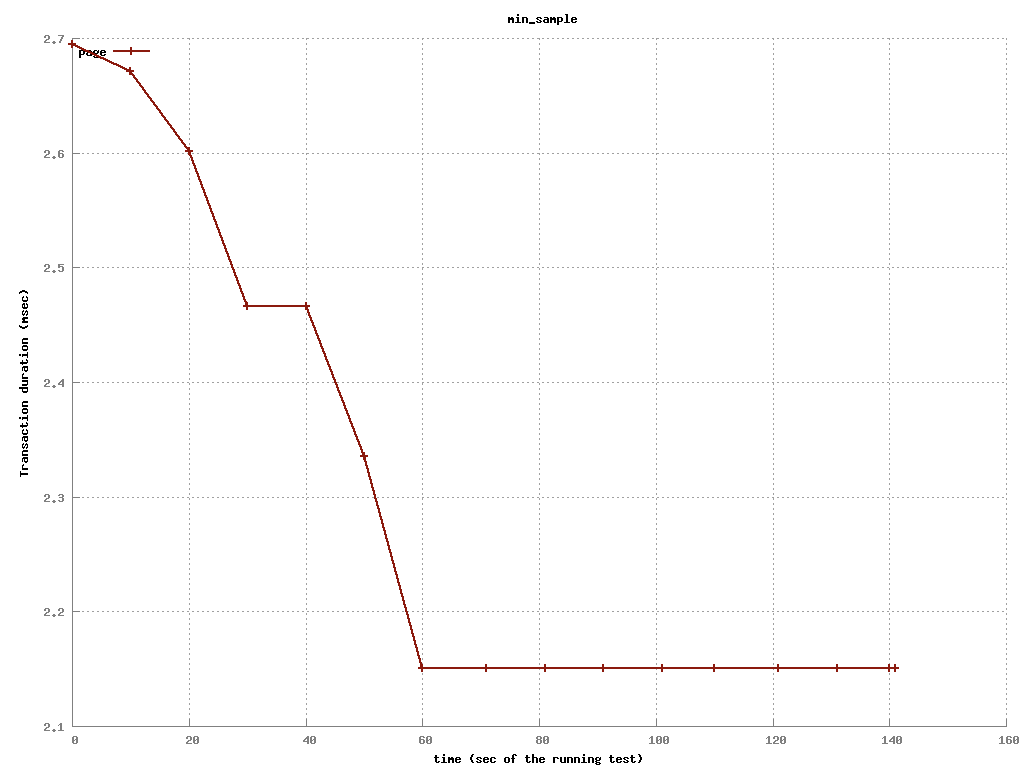 min_sample
page
2.7
2.6
2.5
2.4
2.3
2.2
2.1
Transaction duration (msec)
0 20 40 60 80 100 120 140 160
time (sec of the running test)